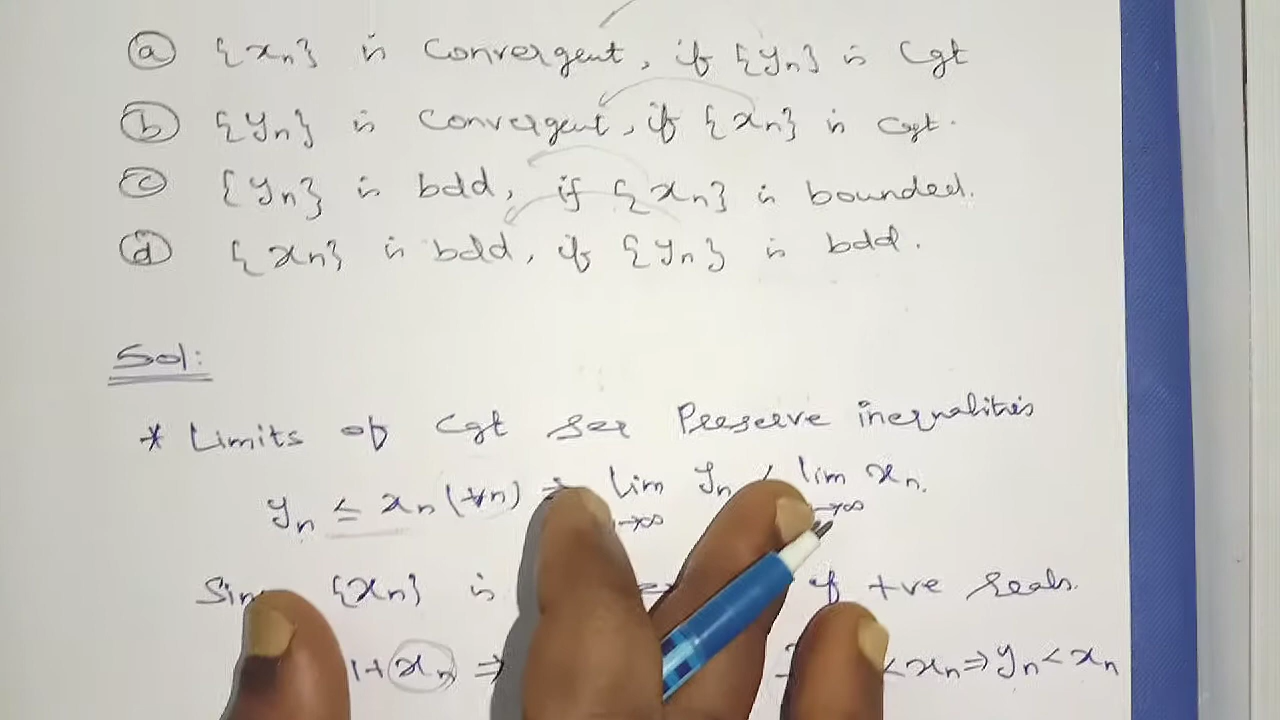 ⓐ {xn} is convergent, if {yn} is cgt
ⓑ {yn} is convergent, if {xn} is cgt.
ⓒ {yn} is bdd, if {xn} is bounded.
ⓓ {xn} is bdd, if {yn} is bdd.
Sol:
* Limits of cgt seq Preserve inequalities
yn ≤ xn (∀n) ⇒ lim yn lim xn.
→∞ →∞
{xn} is of +ve reals.
1+xn ⇒ < xn ⇒ yn < xn